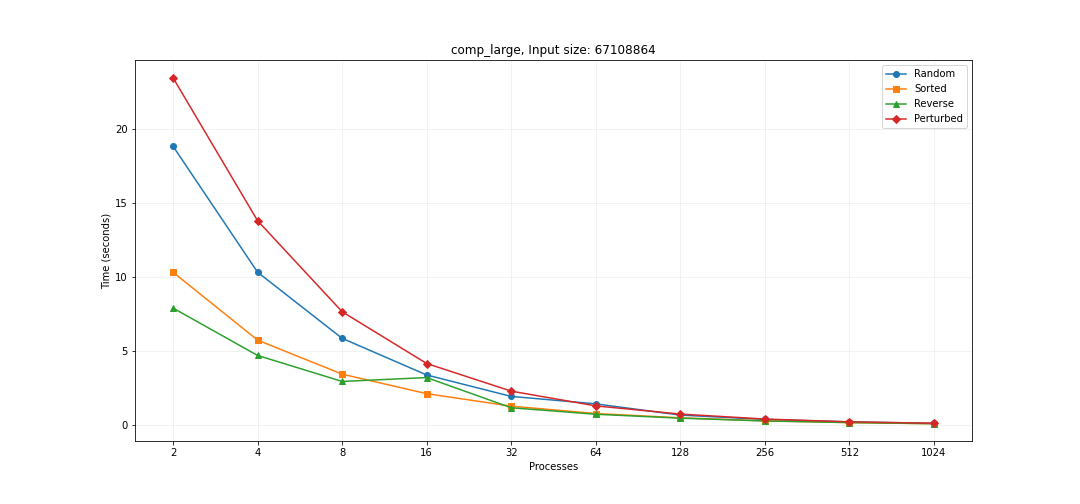 comp_large, Input size: 67108864
Random
Sorted
Reverse
Perturbed
Time (seconds)
20
15
10
5
0
2 4 8 16 32 64 128 256 512 1024
Processes